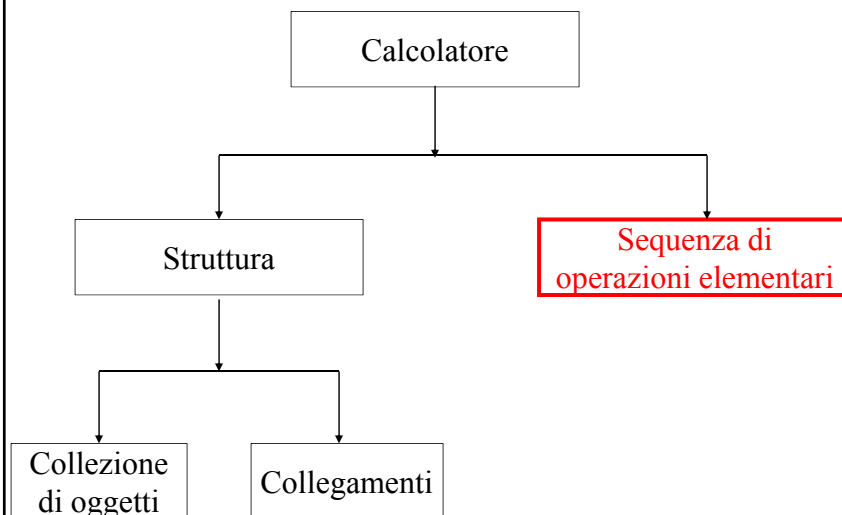 Calcolatore
Struttura
Sequenza di
operazioni elementari
Collezione
di oggetti
Collegamenti